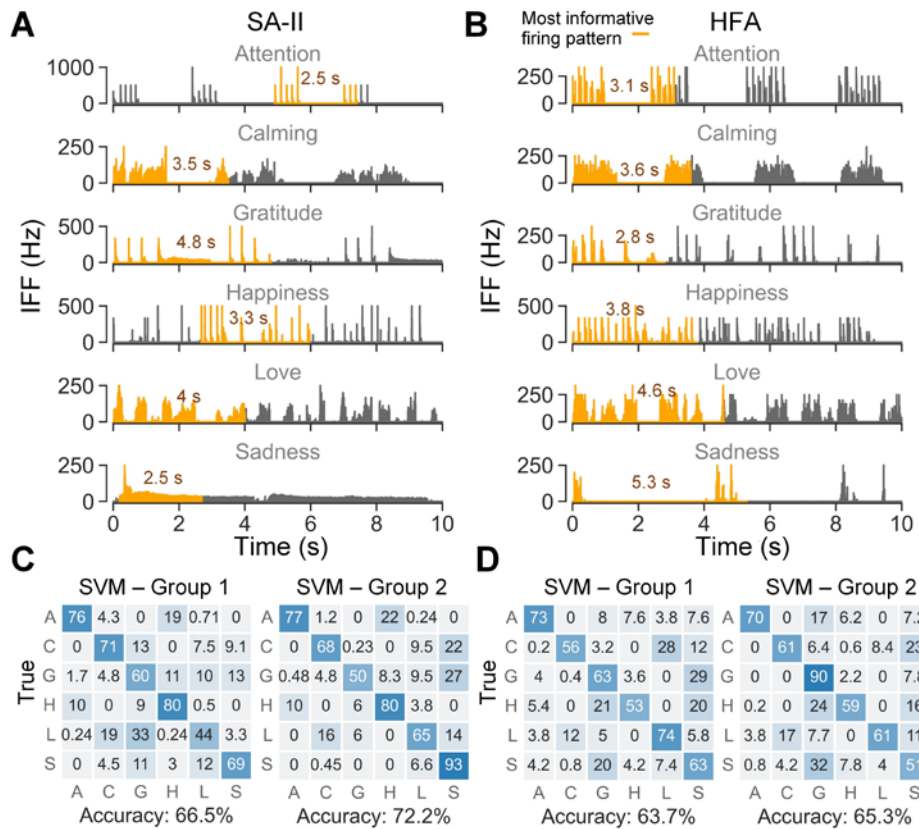 A
SA-II
B
Most informative
firing pattern
HFA
Attention
1000
0
2.5 s
Attention
250
0
3.1 s
Calming
250
0
3.5 s
Calming
250
0
3.6 s
Gratitude
500
0
4.8 s
Gratitude
250
0
2.8 s
IFF (Hz)
IFF (Hz)
Happiness
500
0
3.3 s
Happiness
500
0
3.8 s
Love
250
0
4 s
Love
250
0
4.6 s
Sadness
250
0
2.5 s
Sadness
250
0
5.3 s
0 2 4 6 8 10
Time (s)
0 2 4 6 8 10
Time (s)
C
SVM – Group 1
True
A 76 4.3 0 19 0.71 0
C 0 71 13 0 7.5 9.1
G 1.7 4.8 60 11 10 13
H 10 0 9 80 0.5 0
L 0.24 19 33 0.24 44 3.3
S 0 4.5 11 3 12 69
A C G H L S
Accuracy: 66.5%
SVM – Group 2
A 77 1.2 0 22 0.24 0
C 0 68 0.23 0 9.5 22
G 0.48 4.8 50 8.3 9.5 27
H 10 0 6 80 3.8 0
L 0 16 6 0 65 14
S 0 0.45 0 0 6.6 93
A C G H L S
Accuracy: 72.2%
D
SVM – Group 1
True
A 73 0 8 7.6 3.8 7.6
C 0.2 56 3.2 0 28 12
G 4 0.4 63 3.6 0 29
H 5.4 0 21 53 0 20
L 3.8 12 5 0 74 5.8
S 4.2 0.8 20 4.2 7.4 63
A C G H L S
Accuracy: 63.7%
SVM – Group 2
A 70 0 17 6.2 0 7.2
C 0 61 6.4 0.6 8.4 23
G 0 0 90 2.2 0 7.8
H 0.2 0 24 59 0 16
L 3.8 17 7.7 0 61 11
S 0.8 4.2 32 7.8 4 51
A C G H L S
Accuracy: 65.3%